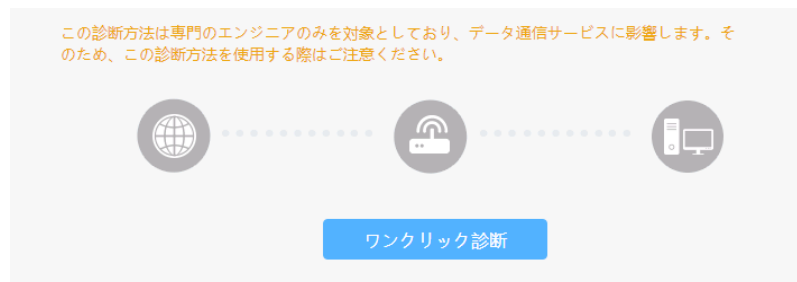 この診断方法は専門のエンジニアのみを対象としており、データ通信サービスに影響します。そ
のため、この診断方法を使用する際はご注意ください。
ワンクリック診断